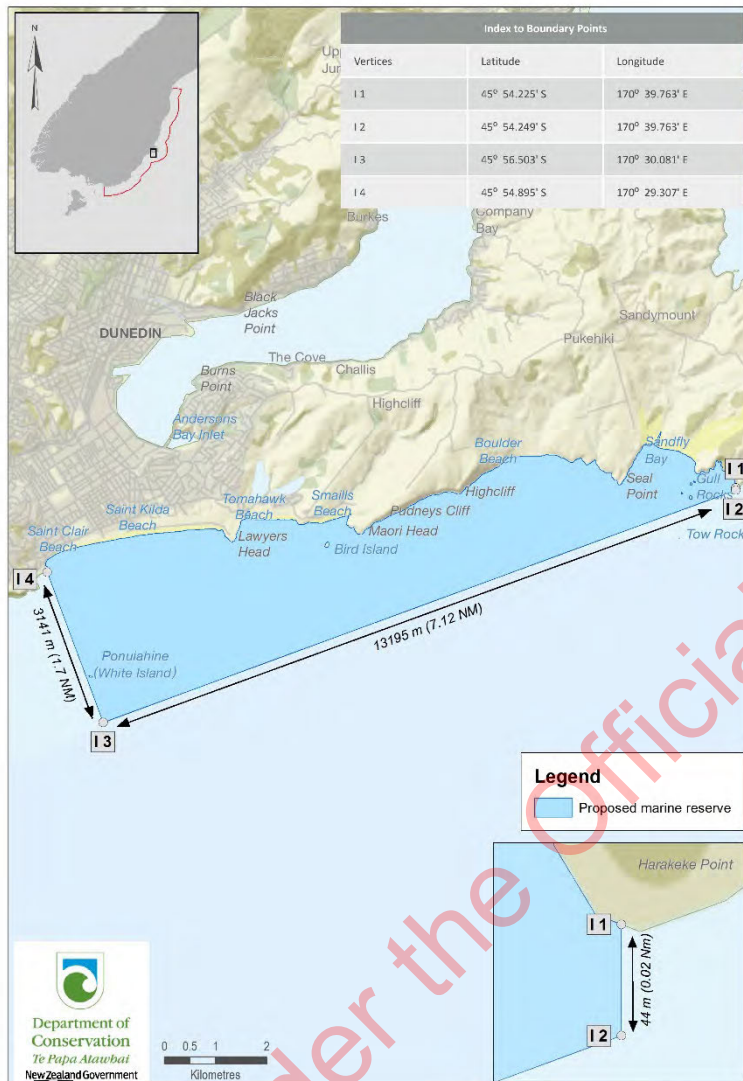 N
Index to Boundary Points
Vertices Latitude Longitude
I 1 45° 54.225' S 170° 39.763' E
I 2 45° 54.249' S 170° 39.763' E
I 3 45° 56.503' S 170° 30.081' E
I 4 45° 54.895' S 170° 29.307' E
Burkes
Company
Bay
Black
Jacks
Point
Sandymount
DUNEDIN
Pukehiki
The Cove
Challis
Burns
Point
Highcliff
Andersons
Bay Inlet
Boulder
Beach
Sandfly
Bay
I 1
Seal
Point
Gull
Rocks
I 2
Highcliff
Smaills
Beach
Pudneys Cliff
Tomahawk
Beach
Saint Kilda
Beach
Saint Clair
Beach
Lawyers
Head
Maori Head
Bird Island
Tow Rock
I 4
3141 m (1.7 NM)
13195 m (7.12 NM)
Ponuiahine
(White Island)
I 3
Legend
Proposed marine reserve
Harakeke Point
I 1
44 m (0.02 Nm)
I 2
Department of
Conservation
Te Papa Atawbai
New Zealand Government
0 0.5 1 2
Kilometres
der the Official